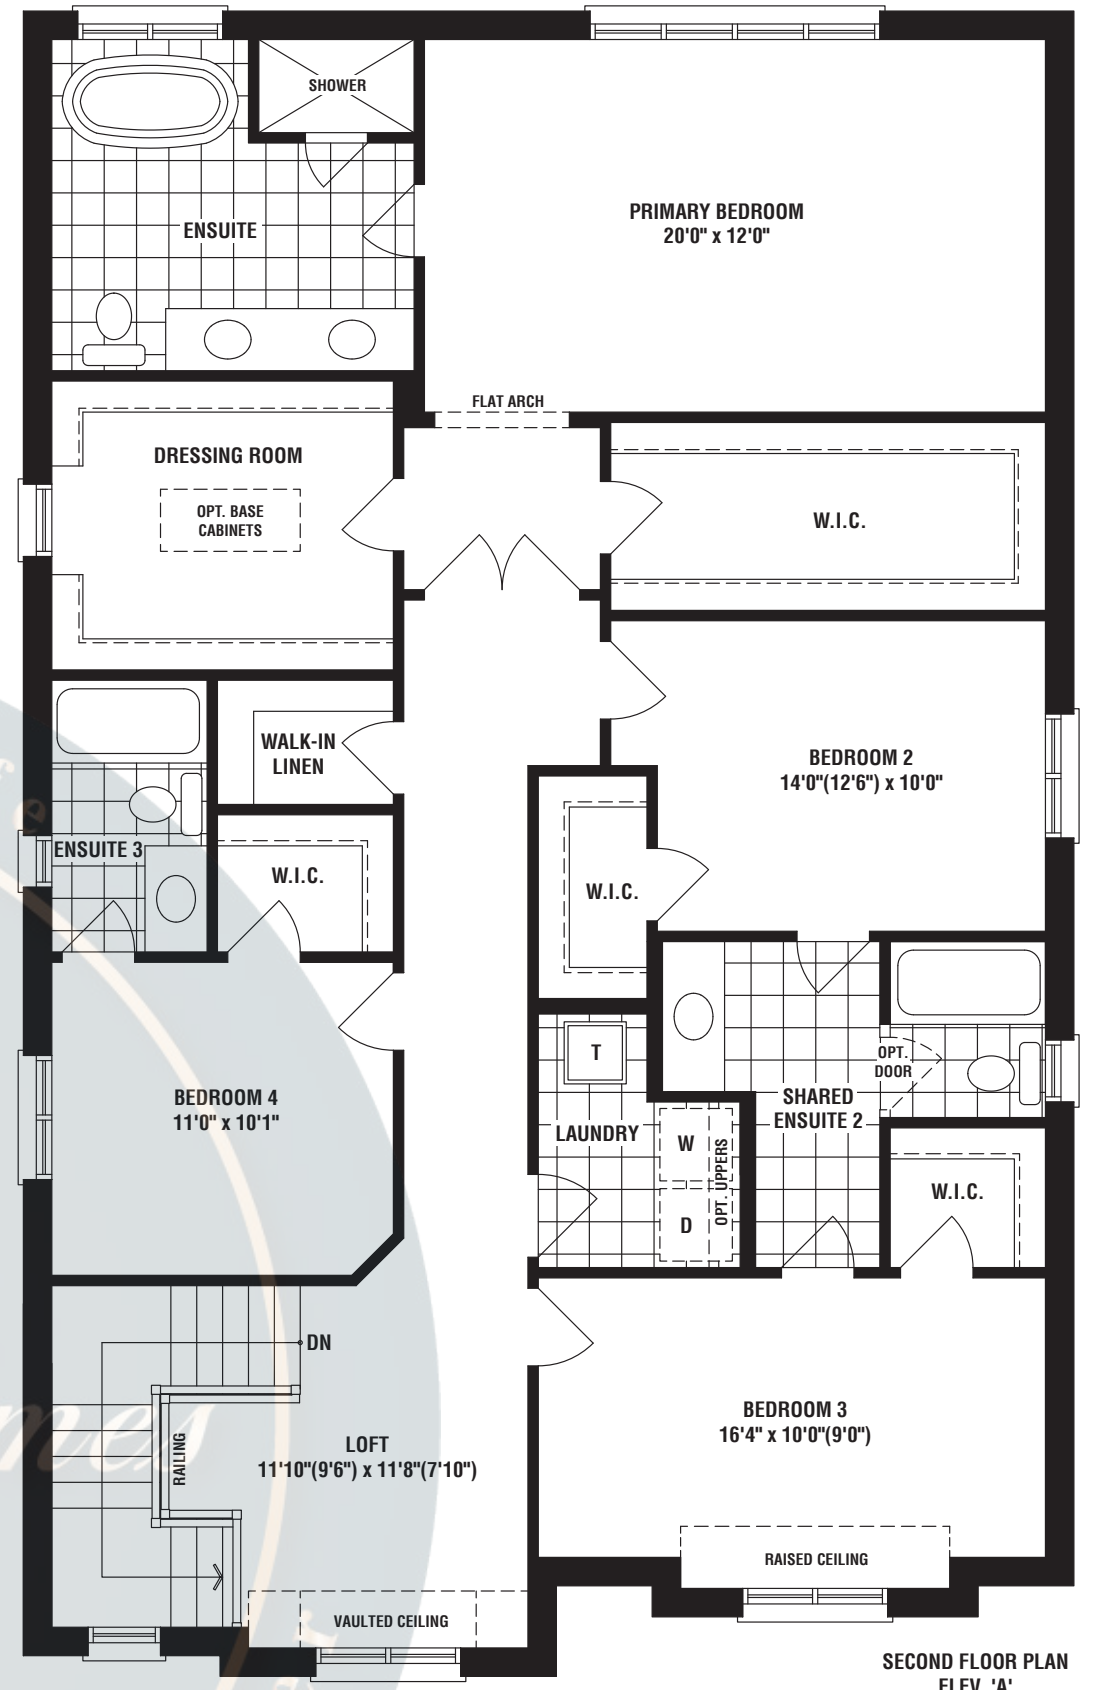 SHOWER
ENSUITE
PRIMARY BEDROOM
20'0" x 12'0"
FLAT ARCH
DRESSING ROOM
OPT. BASE
CABINETS
W.I.C.
WALK-IN
LINEN
BEDROOM 2
14'0"(12'6") x 10'0"
ENSUITE 3
W.I.C.
W.I.C.
T
OPT.
DOOR
BEDROOM 4
11'0" x 10'1"
SHARED
ENSUITE 2
LAUNDRY
W
D
OPT. UPPERS
W.I.C.
DN
RAILING
LOFT
11'10"(9'6") x 11'8"(7'10")
BEDROOM 3
16'4" x 10'0"(9'0")
RAISED CEILING
VAULTED CEILING
SECOND FLOOR PLAN
ELEV. 'A'